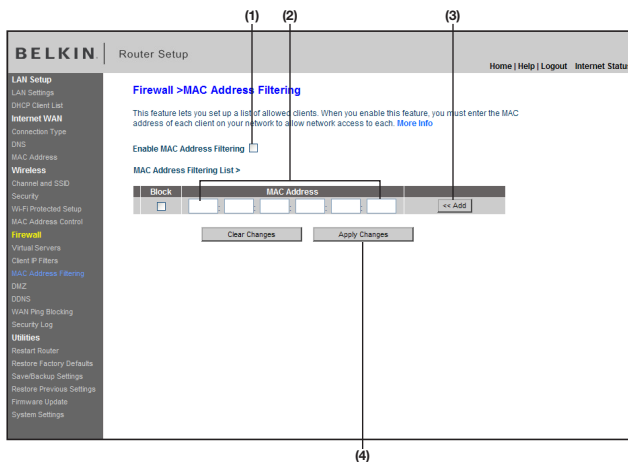 (1) (2) (3)
BELKIN. Router Setup
Home | Help | Logout Internet Status
LAN Setup
LAN Settings
DHCP Client List
Internet WAN
Connection Type
DNS
MAC Address
Wireless
Channel and SSID
Security
Wi-Fi Protected Setup
MAC Address Control
Firewall
Virtual Servers
Client IP Filters
MAC Address Filtering
DMZ
DDNS
WAN Ping Blocking
Security Log
Utilities
Restart Router
Restore Factory Defaults
Save/Backup Settings
Restore Previous Settings
Firmware Update
System Settings
Firewall >MAC Address Filtering
This feature lets you set up a list of allowed clients. When you enable this feature, you must enter the MAC
address of each client on your network to allow network access to each. More Info
Enable MAC Address Filtering
MAC Address Filtering List >
Block MAC Address
: : : : : << Add
Clear Changes Apply Changes
(4)